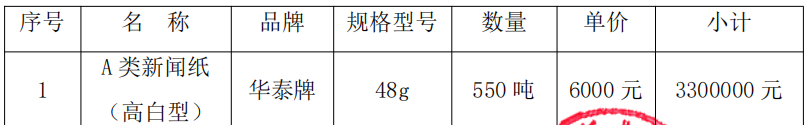 序号 名 称 品牌 规格型号 数量 单价 小计
1 A 类新闻纸（高白型） 华泰牌 48g 550 吨 6000 元 3300000 元